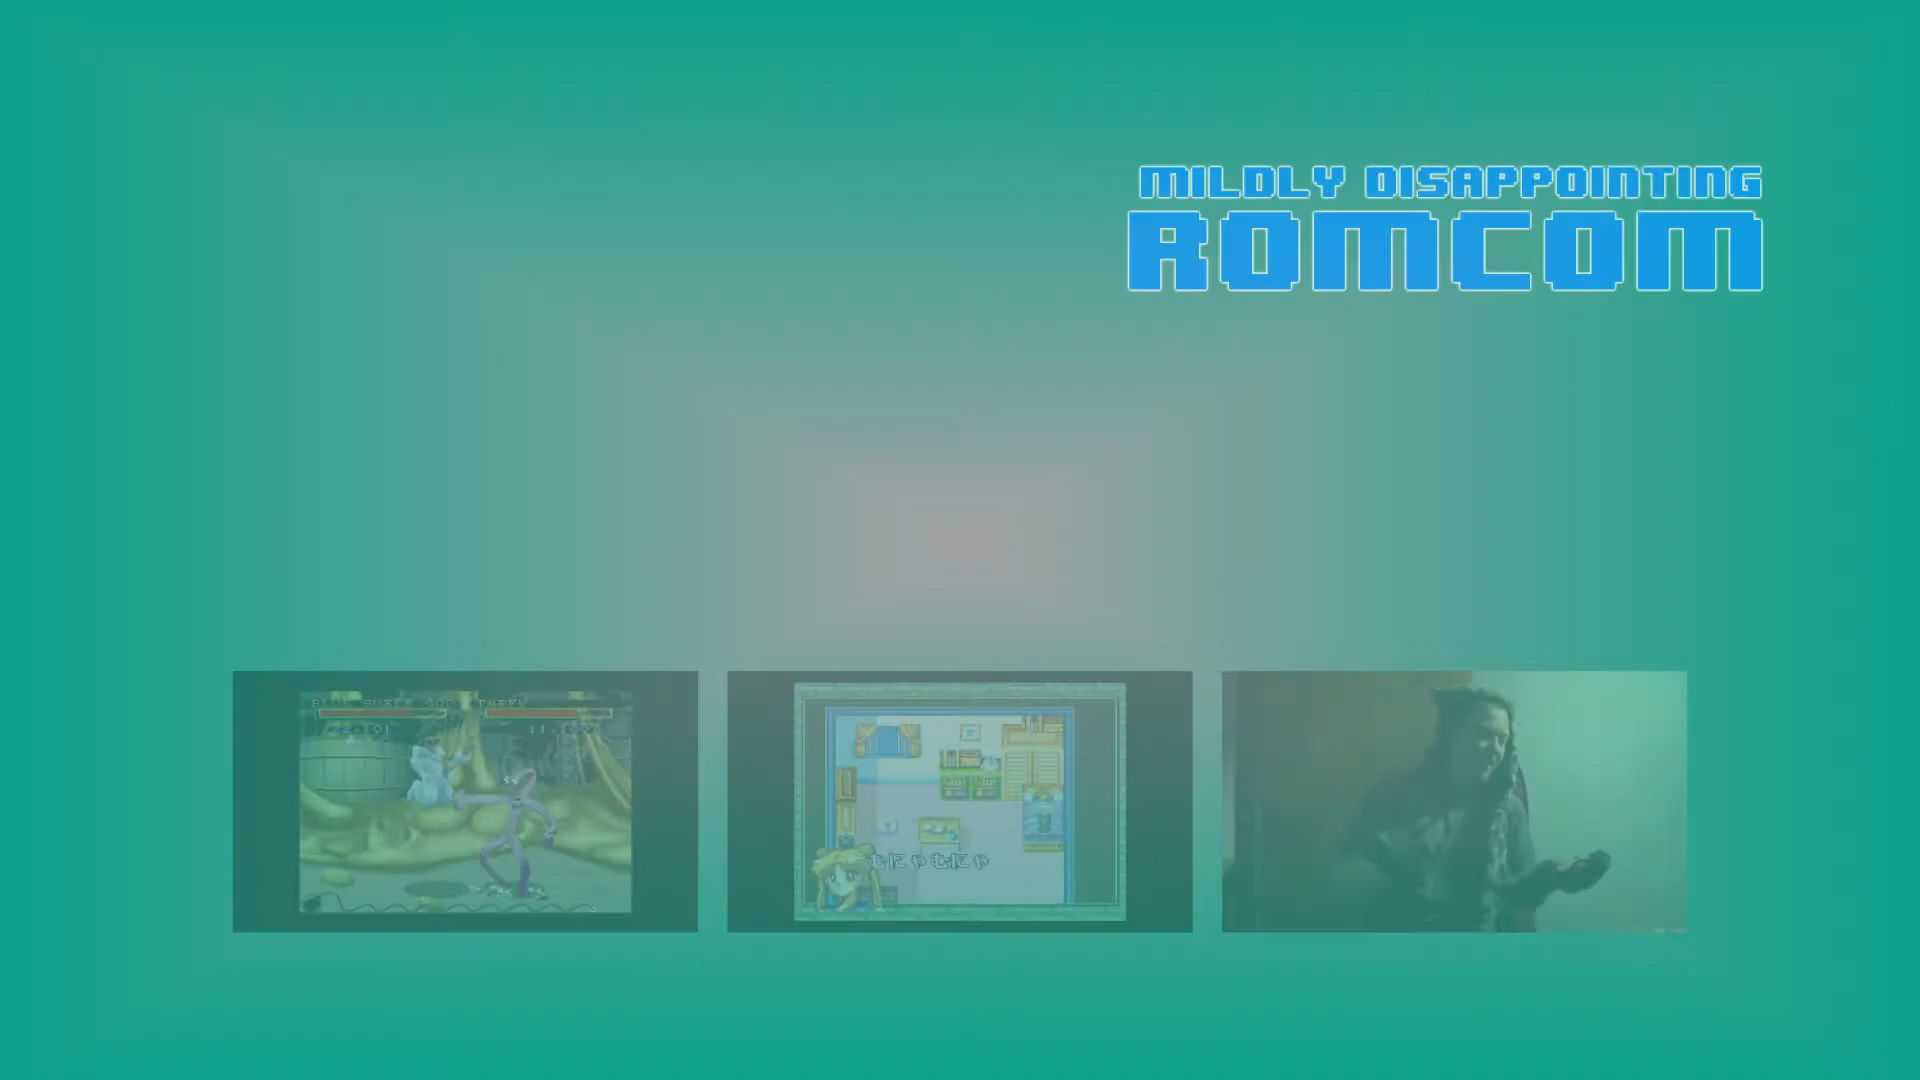 MILDLY DISAPPOINTING
ROMCOM
むにゃむにゃ